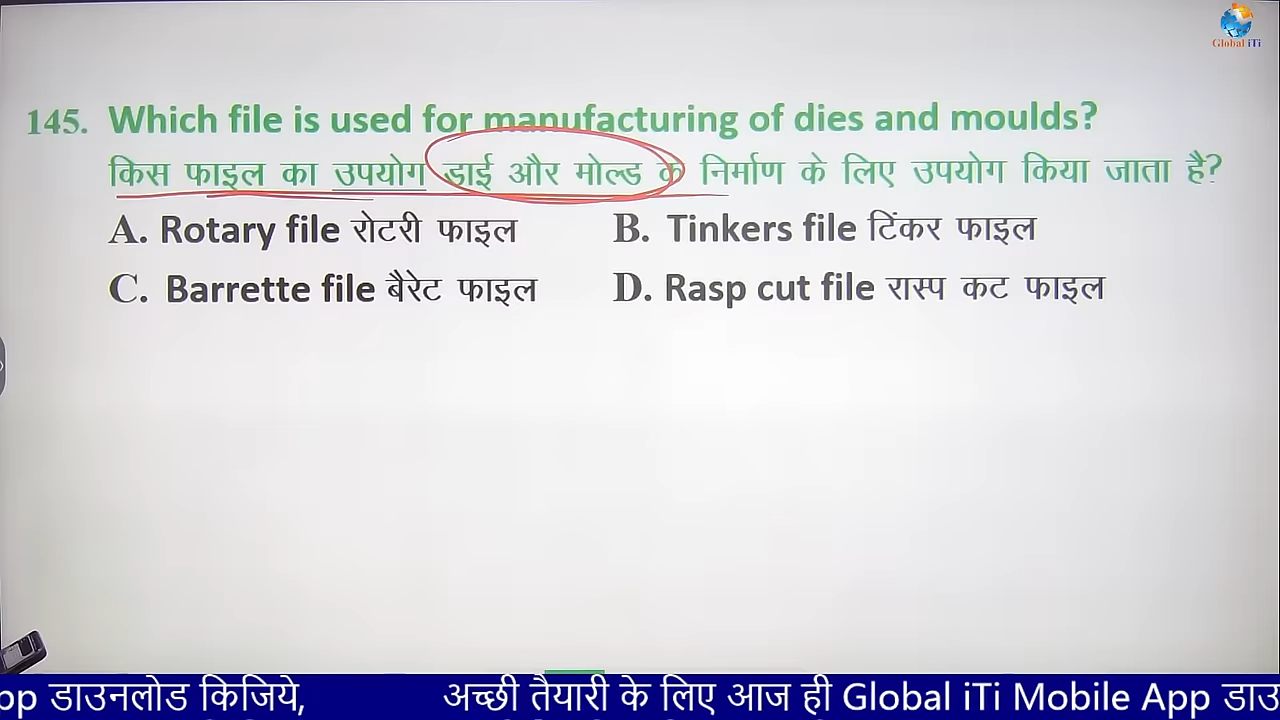 Global iTi
145. Which file is used for manufacturing of dies and moulds?
किस फाइल का उपयोग डाई और मोल्ड के निर्माण के लिए उपयोग किया जाता है?
A. Rotary file रोटरी फाइल
B. Tinkers file टिंकर फाइल
C. Barrette file बैरेट फाइल
D. Rasp cut file रास्प कट फाइल
pp डाउनलोड किजिये, अच्छी तैयारी के लिए आज ही Global iTi Mobile App डाउ